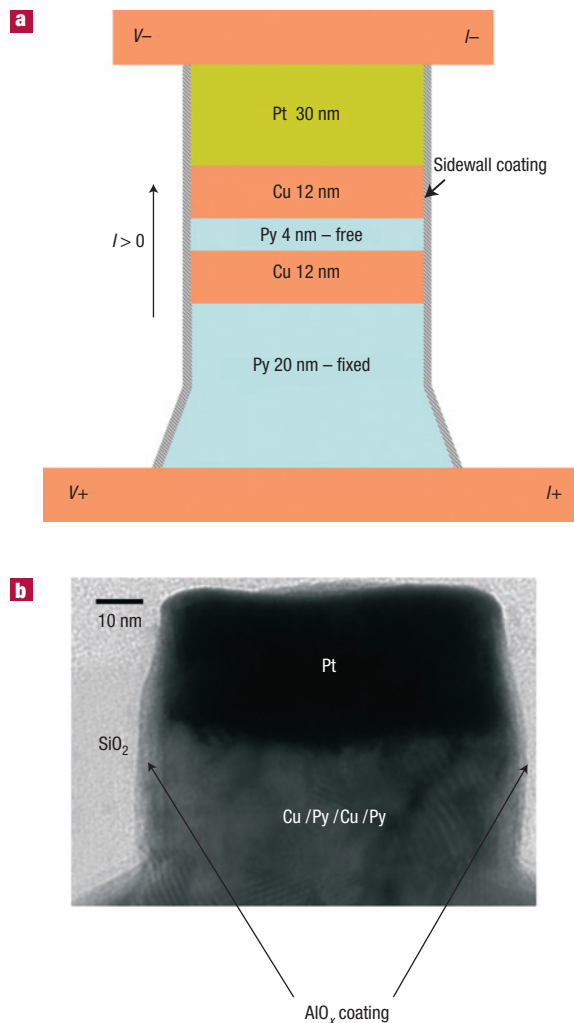 a
V– I–
Pt 30 nm
Sidewall coating
Cu 12 nm
I > 0
Py 4 nm – free
Cu 12 nm
Py 20 nm – fixed
V+ I+
b
10 nm
Pt
SiO₂
Cu /Py /Cu /Py
AlOₓ coating